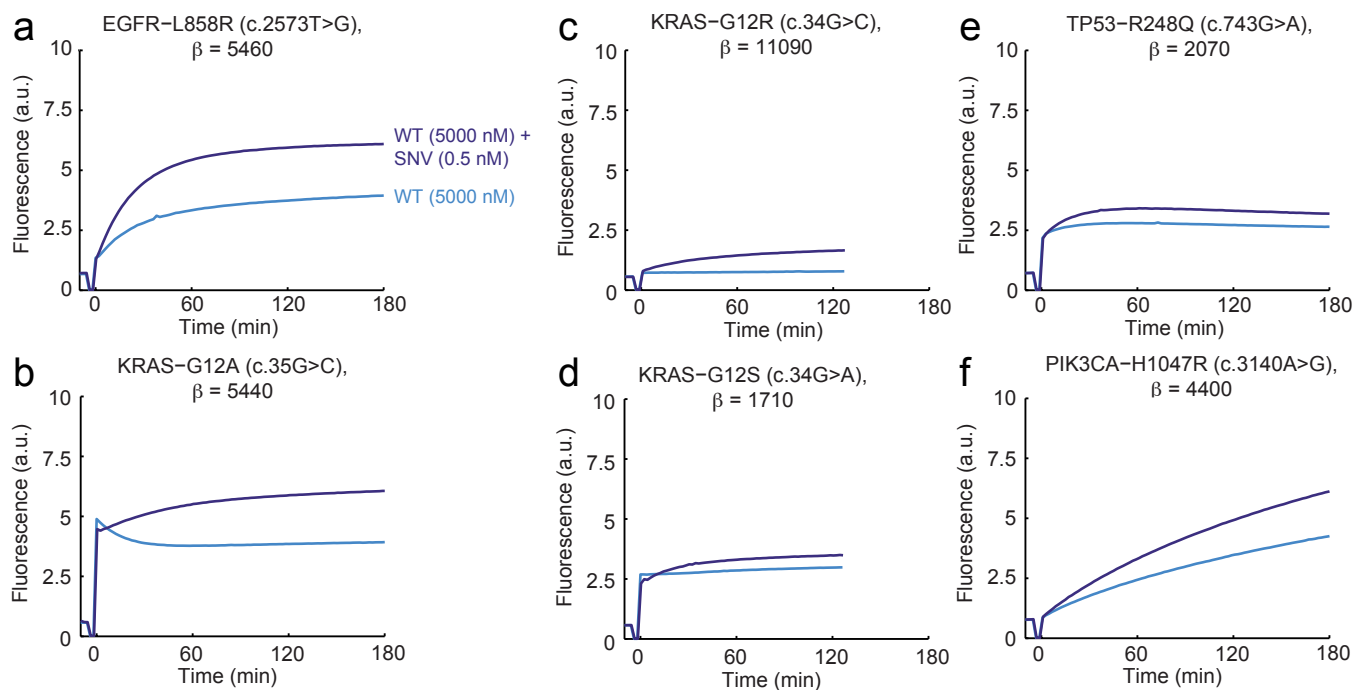 a
EGFR−L858R (c.2573T>G),
β = 5460
10
7.5
5
2.5
0
Fluorescence (a.u.)
WT (5000 nM) +
SNV (0.5 nM)
WT (5000 nM)
0 60 120 180
Time (min)
c
KRAS−G12R (c.34G>C),
β = 11090
10
7.5
5
2.5
0
Fluorescence (a.u.)
0 60 120 180
Time (min)
e
TP53−R248Q (c.743G>A),
β = 2070
10
7.5
5
2.5
0
Fluorescence (a.u.)
0 60 120 180
Time (min)
b
KRAS−G12A (c.35G>C),
β = 5440
10
7.5
5
2.5
0
Fluorescence (a.u.)
0 60 120 180
Time (min)
d
KRAS−G12S (c.34G>A),
β = 1710
10
7.5
5
2.5
0
Fluorescence (a.u.)
0 60 120 180
Time (min)
f
PIK3CA−H1047R (c.3140A>G),
β = 4400
10
7.5
5
2.5
0
Fluorescence (a.u.)
0 60 120 180
Time (min)